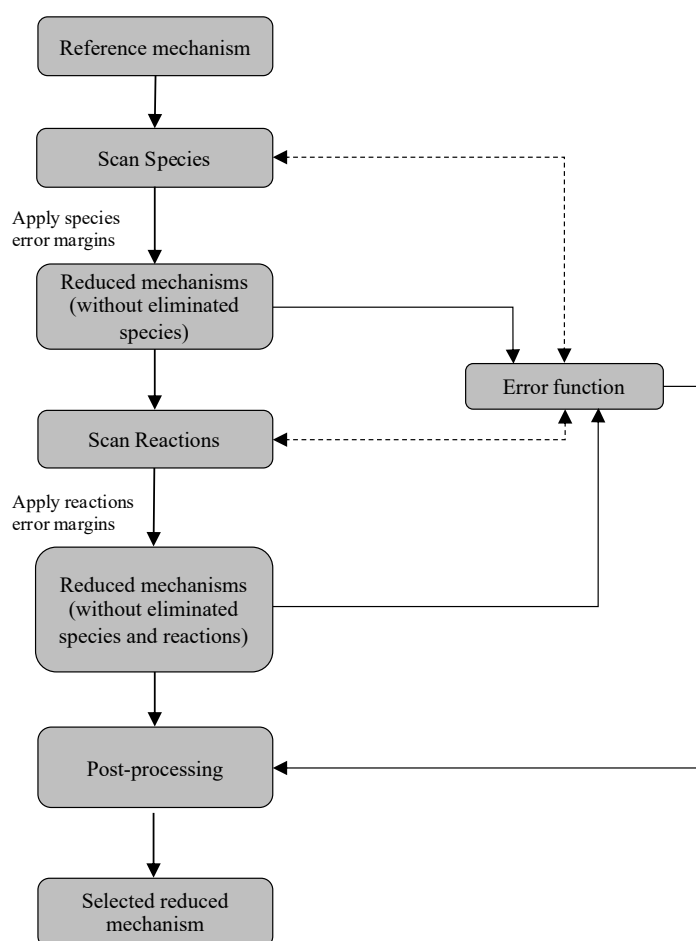 Reference mechanism
Scan Species
Apply species
error margins
Reduced mechanisms
(without eliminated
species)
Error function
Scan Reactions
Apply reactions
error margins
Reduced mechanisms
(without eliminated
species and reactions)
Post-processing
Selected reduced
mechanism